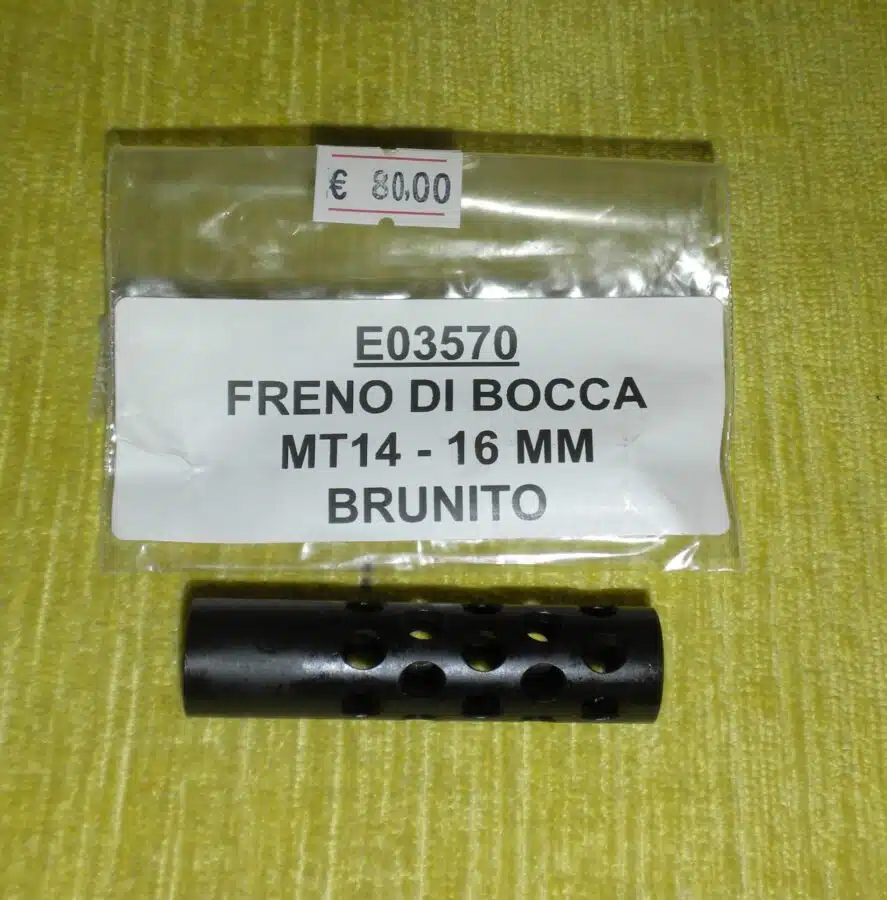 € 80,00
E03570
FRENO DI BOCCA
MT14 - 16 MM
BRUNITO